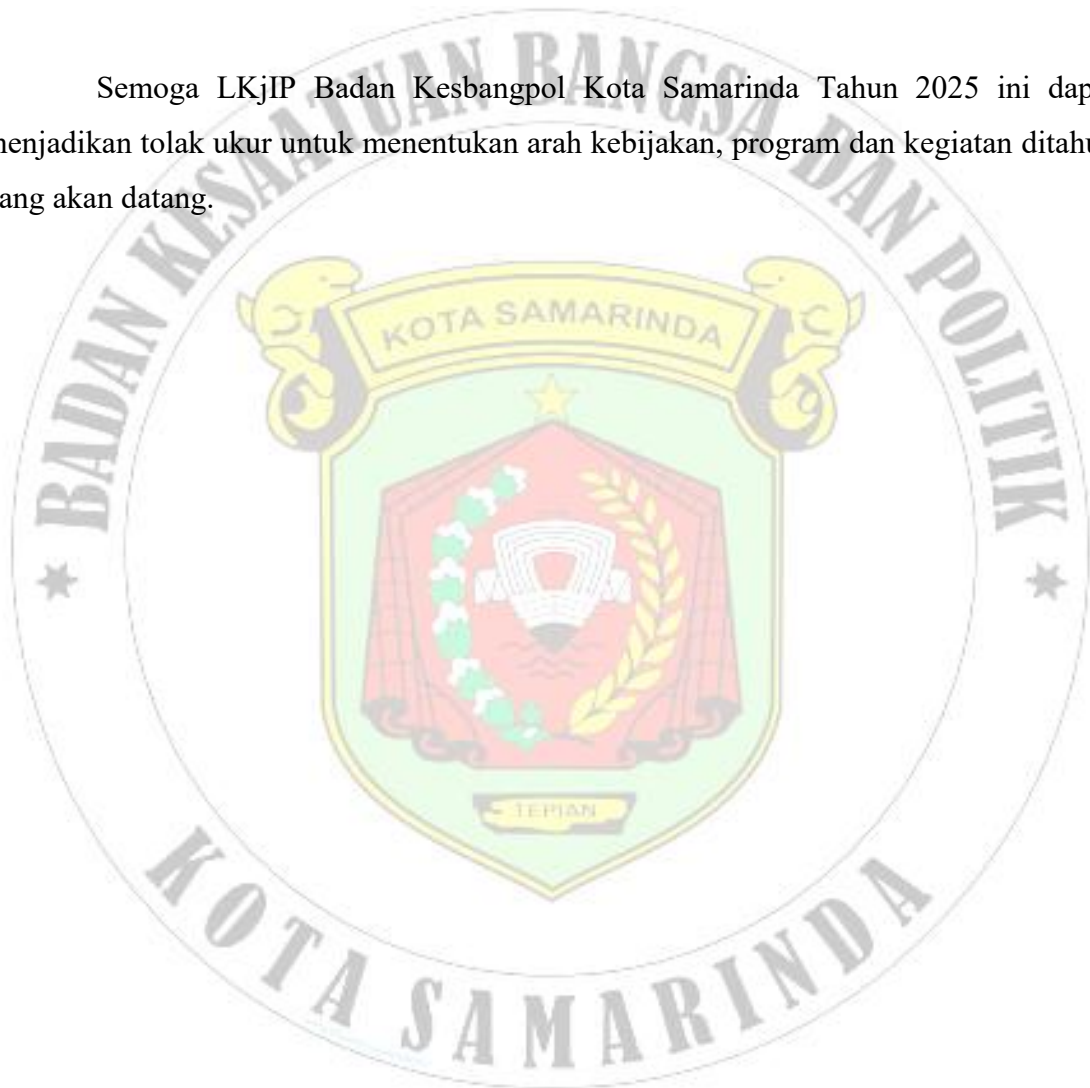 Semoga LKjIP Badan Kesbangpol Kota Samarinda Tahun 2025 ini dap
menjadikan tolak ukur untuk menentukan arah kebijakan, program dan kegiatan ditahu
ang akan datang.
BADAN KESATUAN BANGSA DAN POLITIK
KOTA SAMARINDA
TEPIAN
KOTA SAMARINDA